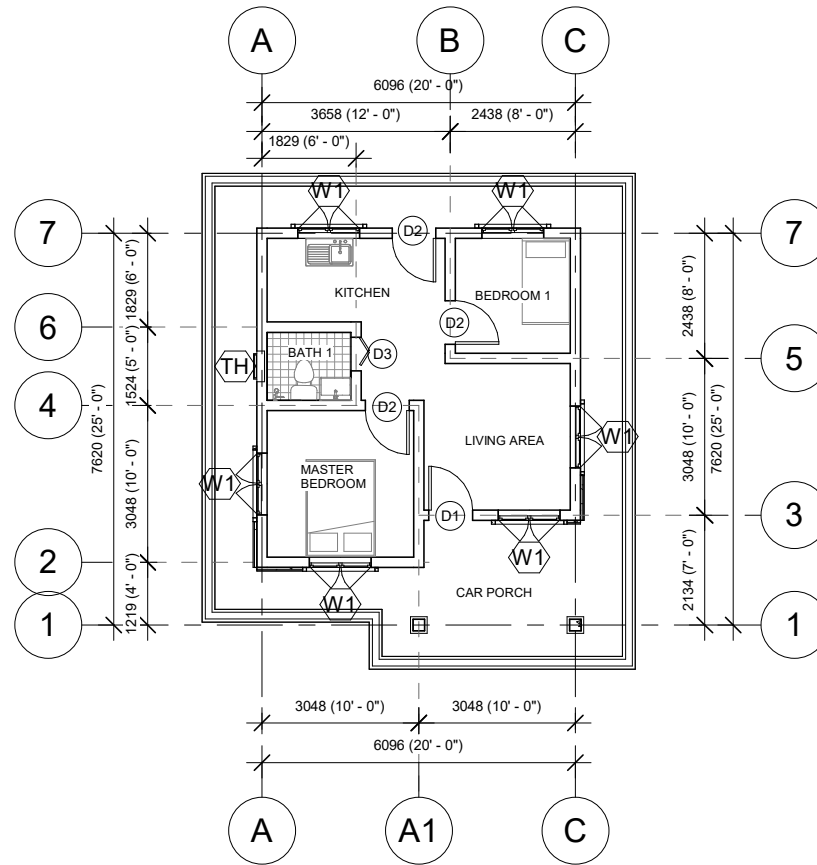 A
B
C
6096 (20' - 0")
3658 (12' - 0")
2438 (8' - 0")
1829 (6' - 0")
W1
W1
7
D2
7
1829 (6' - 0")
KITCHEN
BEDROOM 1
2438 (8' - 0")
6
D2
BATH 1
D3
5
TH
1524 (5' - 0")
4
D2
7620 (25' - 0")
LIVING AREA
W1
3048 (10' - 0")
7620 (25' - 0")
W1
MASTER
BEDROOM
3048 (10' - 0")
D1
3
W1
2
CAR PORCH
2134 (7' - 0")
W1
1219 (4' - 0")
1
1
3048 (10' - 0")
3048 (10' - 0")
6096 (20' - 0")
A
A1
C